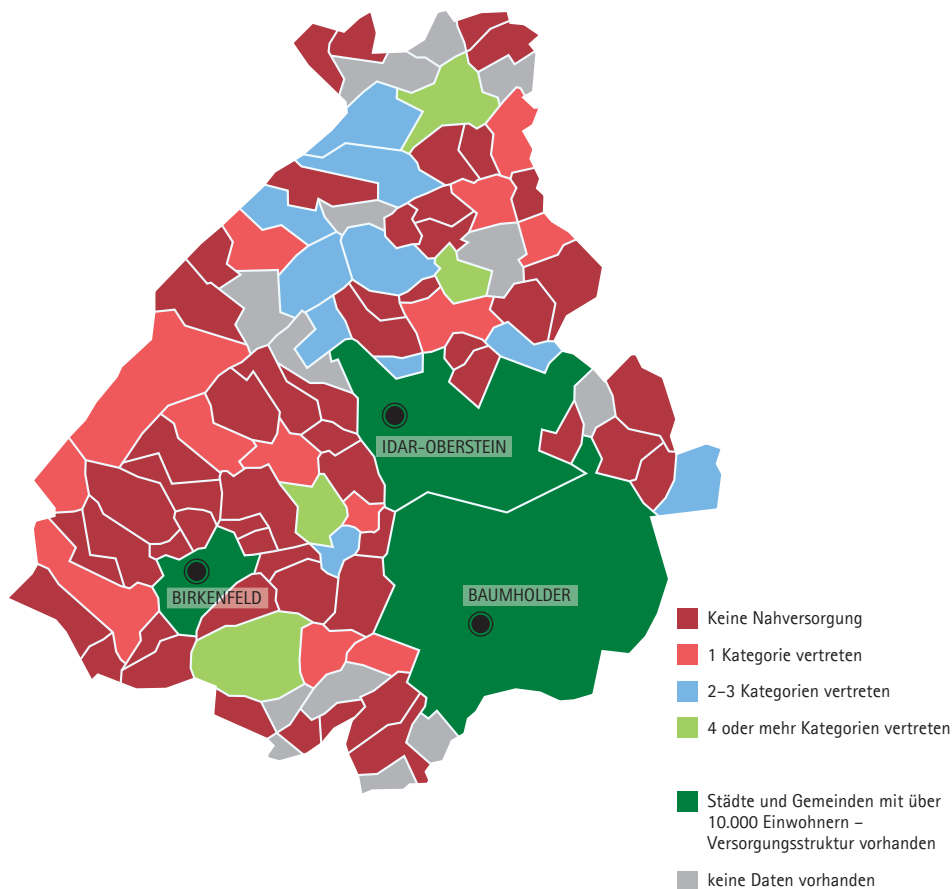 IDAR-OBERSTEIN
BIRKENFELD
BAUMHOLDER
Keine Nahversorgung
1 Kategorie vertreten
2–3 Kategorien vertreten
4 oder mehr Kategorien vertreten
Städte und Gemeinden mit über
10.000 Einwohnern –
Versorgungsstruktur vorhanden
keine Daten vorhanden